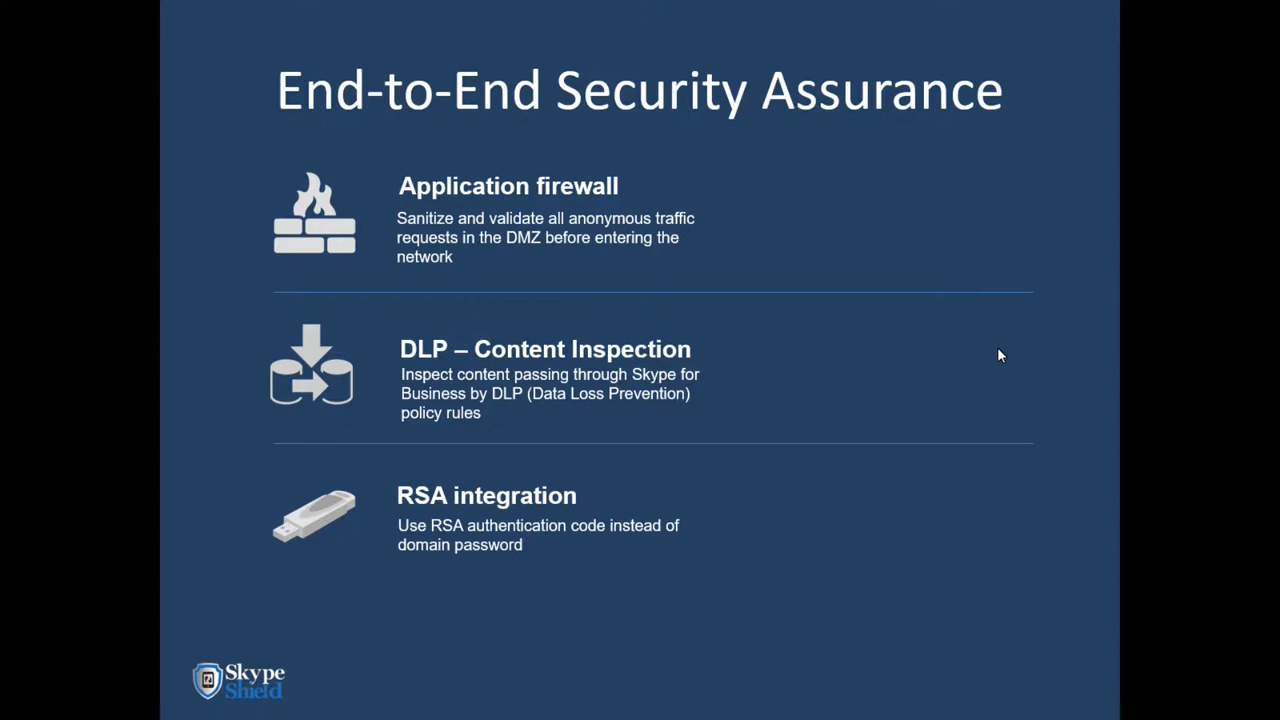 End-to-End Security Assurance
Application firewall
Sanitize and validate all anonymous traffic
requests in the DMZ before entering the
network
DLP – Content Inspection
Inspect content passing through Skype for
Business by DLP (Data Loss Prevention)
policy rules
RSA integration
Use RSA authentication code instead of
domain password
Skype
Shield